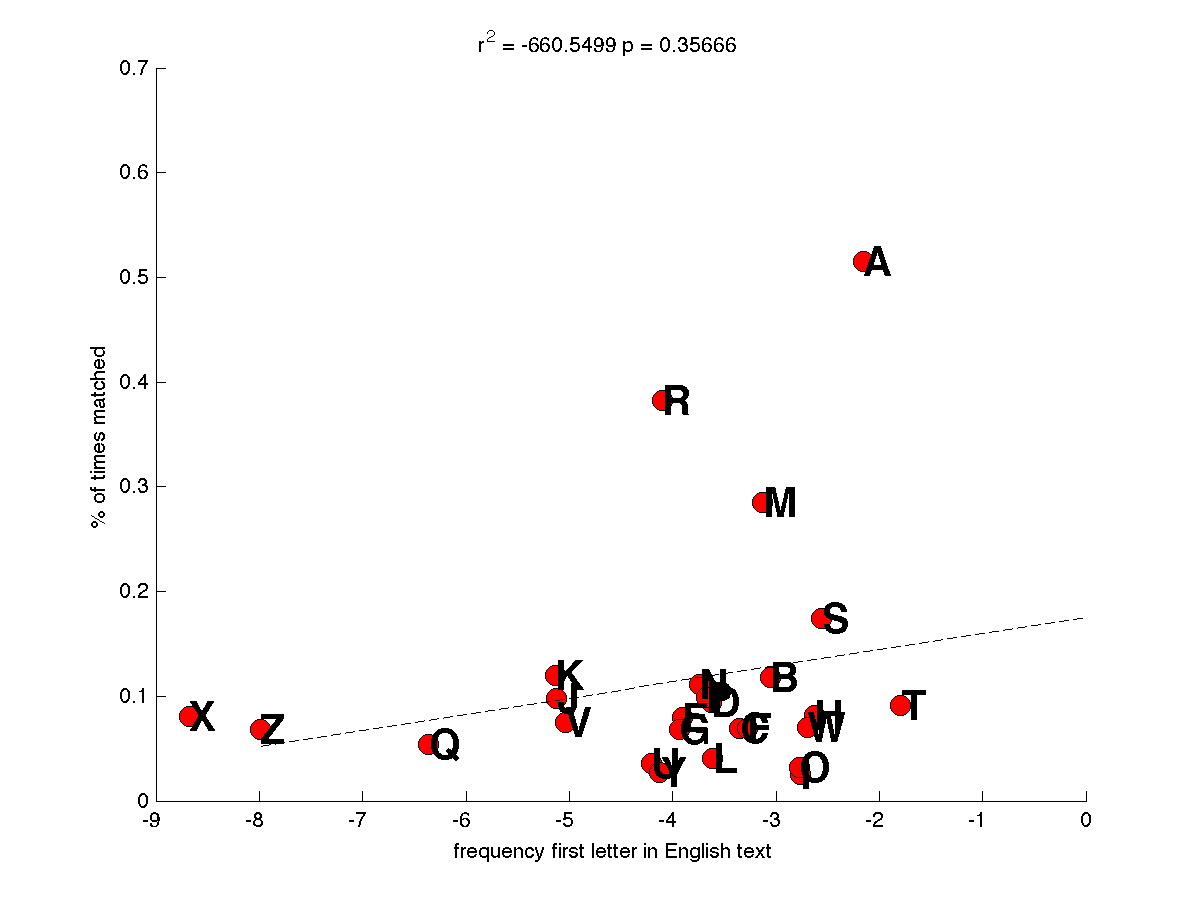 r2 = -660.5499 p = 0.35666
0.7
0.6
A
0.5
0.4
R
% of times matched
0.3
M
0.2
S
K
N
B
0.1
J
D
X
V
G
H
T
Z
W
Q
L
U
Y
O
0
-9
-8
-7
-6
-5
-4
-3
-2
-1
0
frequency first letter in English text